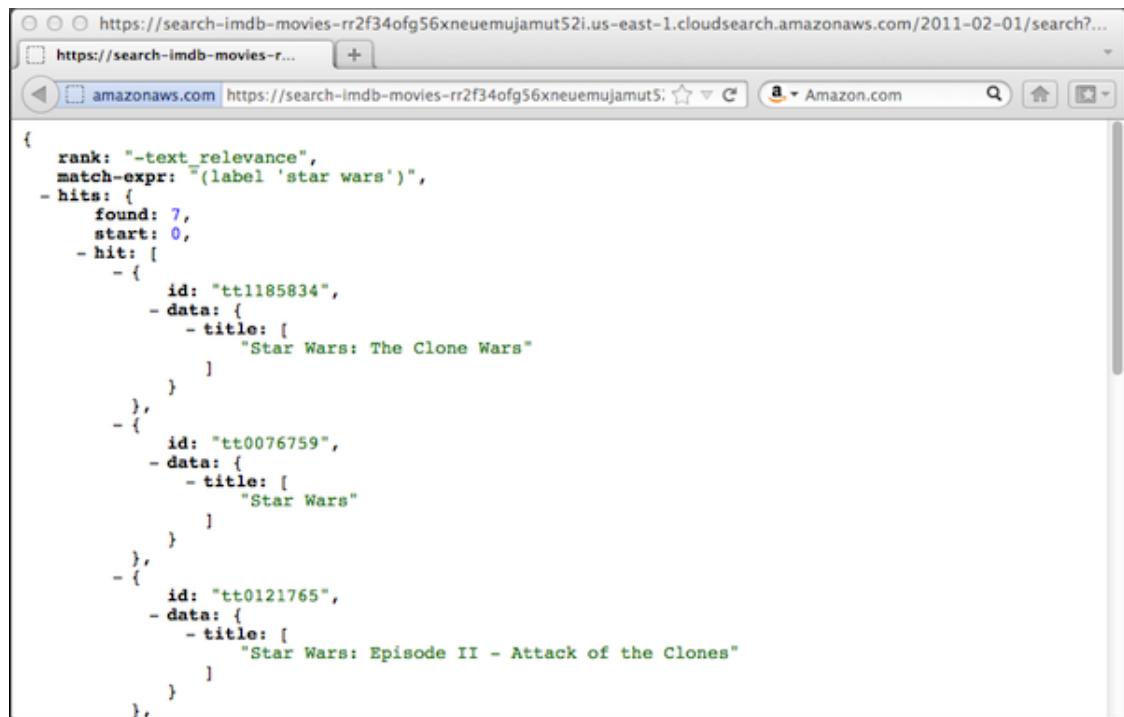 https://search-imdb-movies-rr2f34ofg56xneuemujamut52i.us-east-1.cloudsearch.amazonaws.com/2011-02-01/search?...
https://search-imdb-movies-r...
amazonaws.com https://search-imdb-movies-rr2f34ofg56xneuemujamut5 Amazon.com
{
rank: "-text_relevance",
match-expr: "(label 'star wars')",
- hits: {
found: 7,
start: 0,
- hit: [
- {
id: "tt1185834",
- data: {
- title: [
"Star Wars: The Clone Wars"
]
}
},
- {
id: "tt0076759",
- data: {
- title: [
"Star Wars"
]
}
},
- {
id: "tt0121765",
- data: {
- title: [
"Star Wars: Episode II - Attack of the Clones"
]
}
},